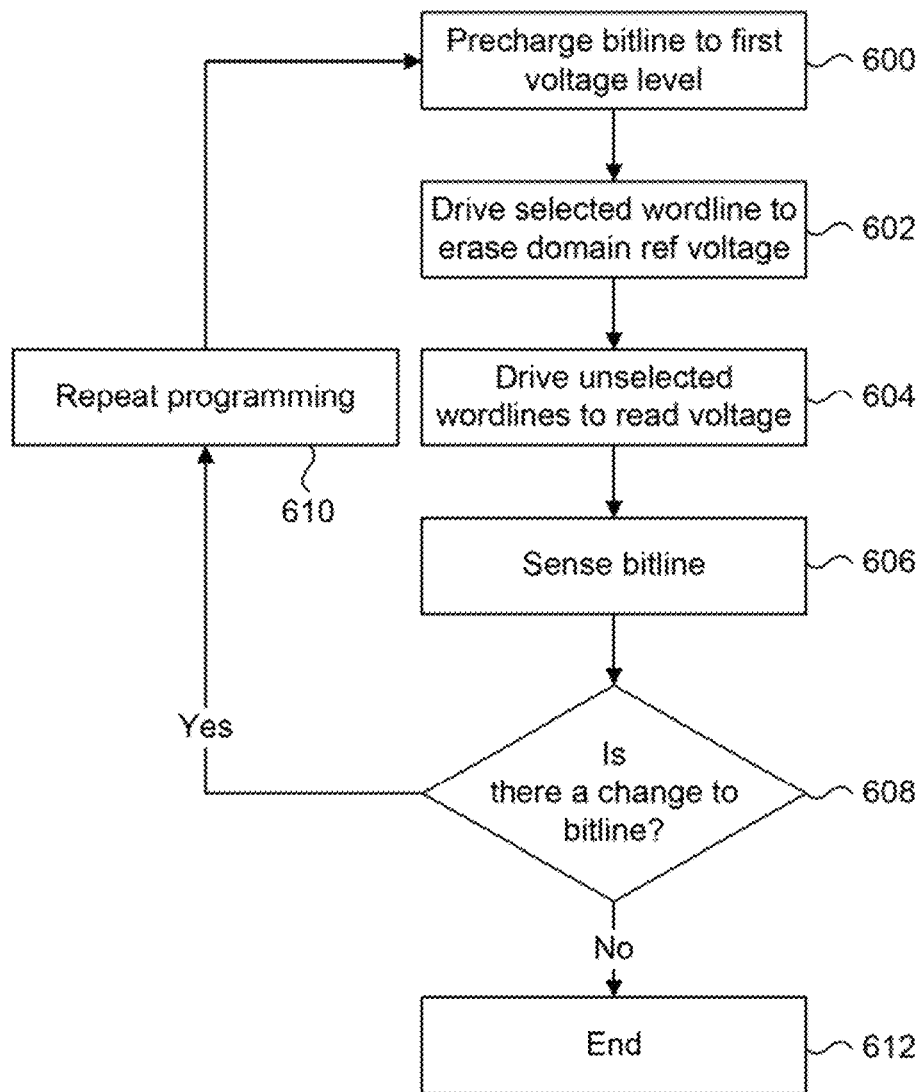 Precharge bitline to first
voltage level
600
Drive selected wordline to
erase domain ref voltage
602
Drive unselected
wordlines to read voltage
604
Repeat programming
610
Sense bitline
606
Yes
Is
there a change to
bitline?
608
No
End
612